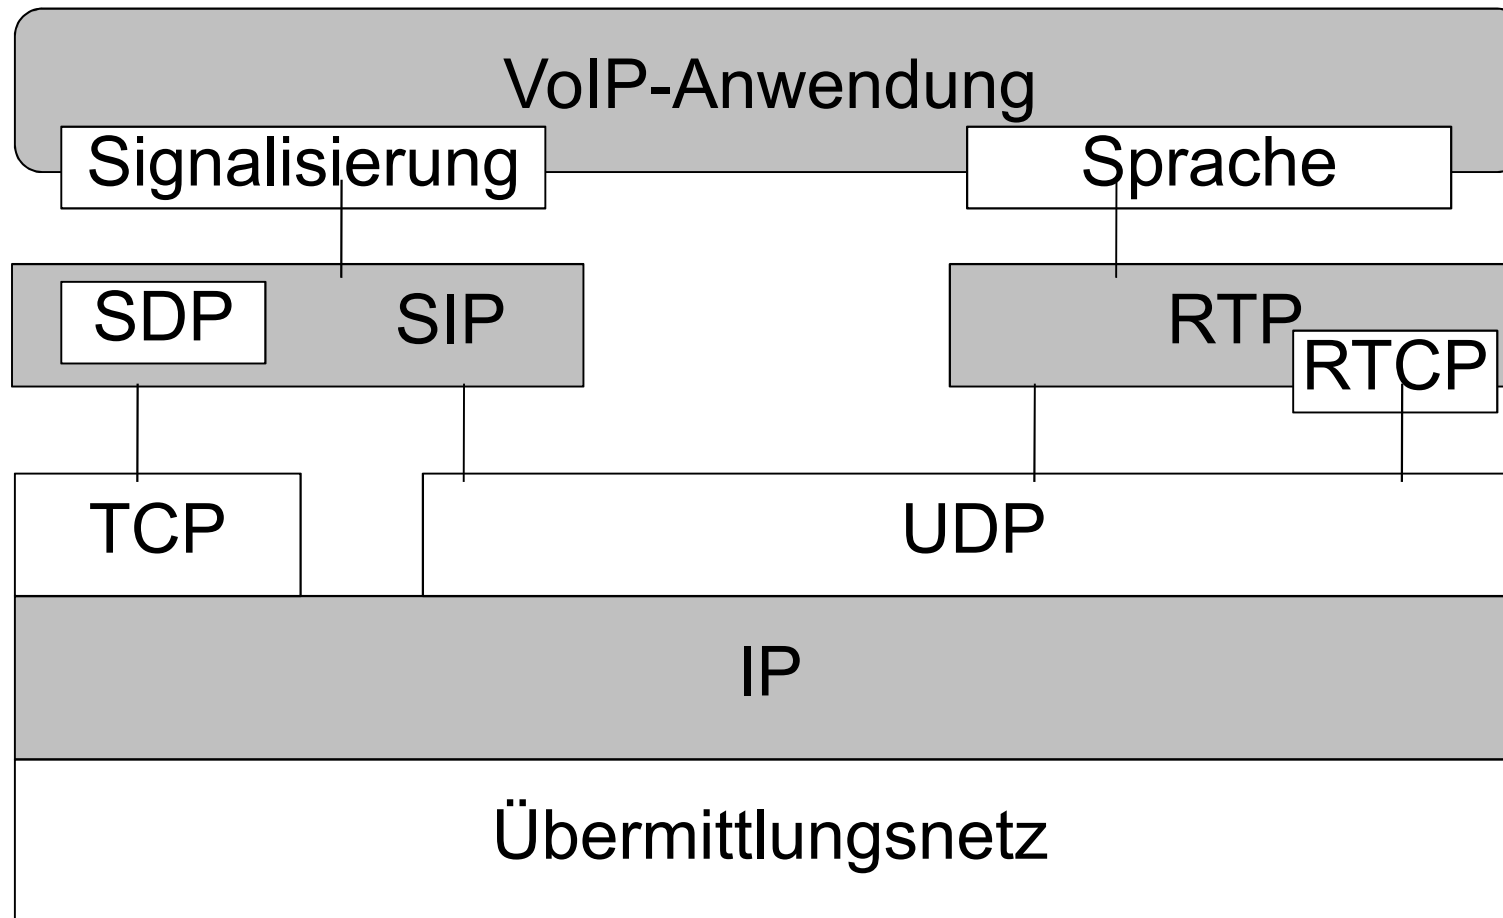 VoIP-Anwendung
Signalisierung
Sprache
SDP
SIP
RTP
RTCP
TCP
UDP
IP
Übermittlungsnetz